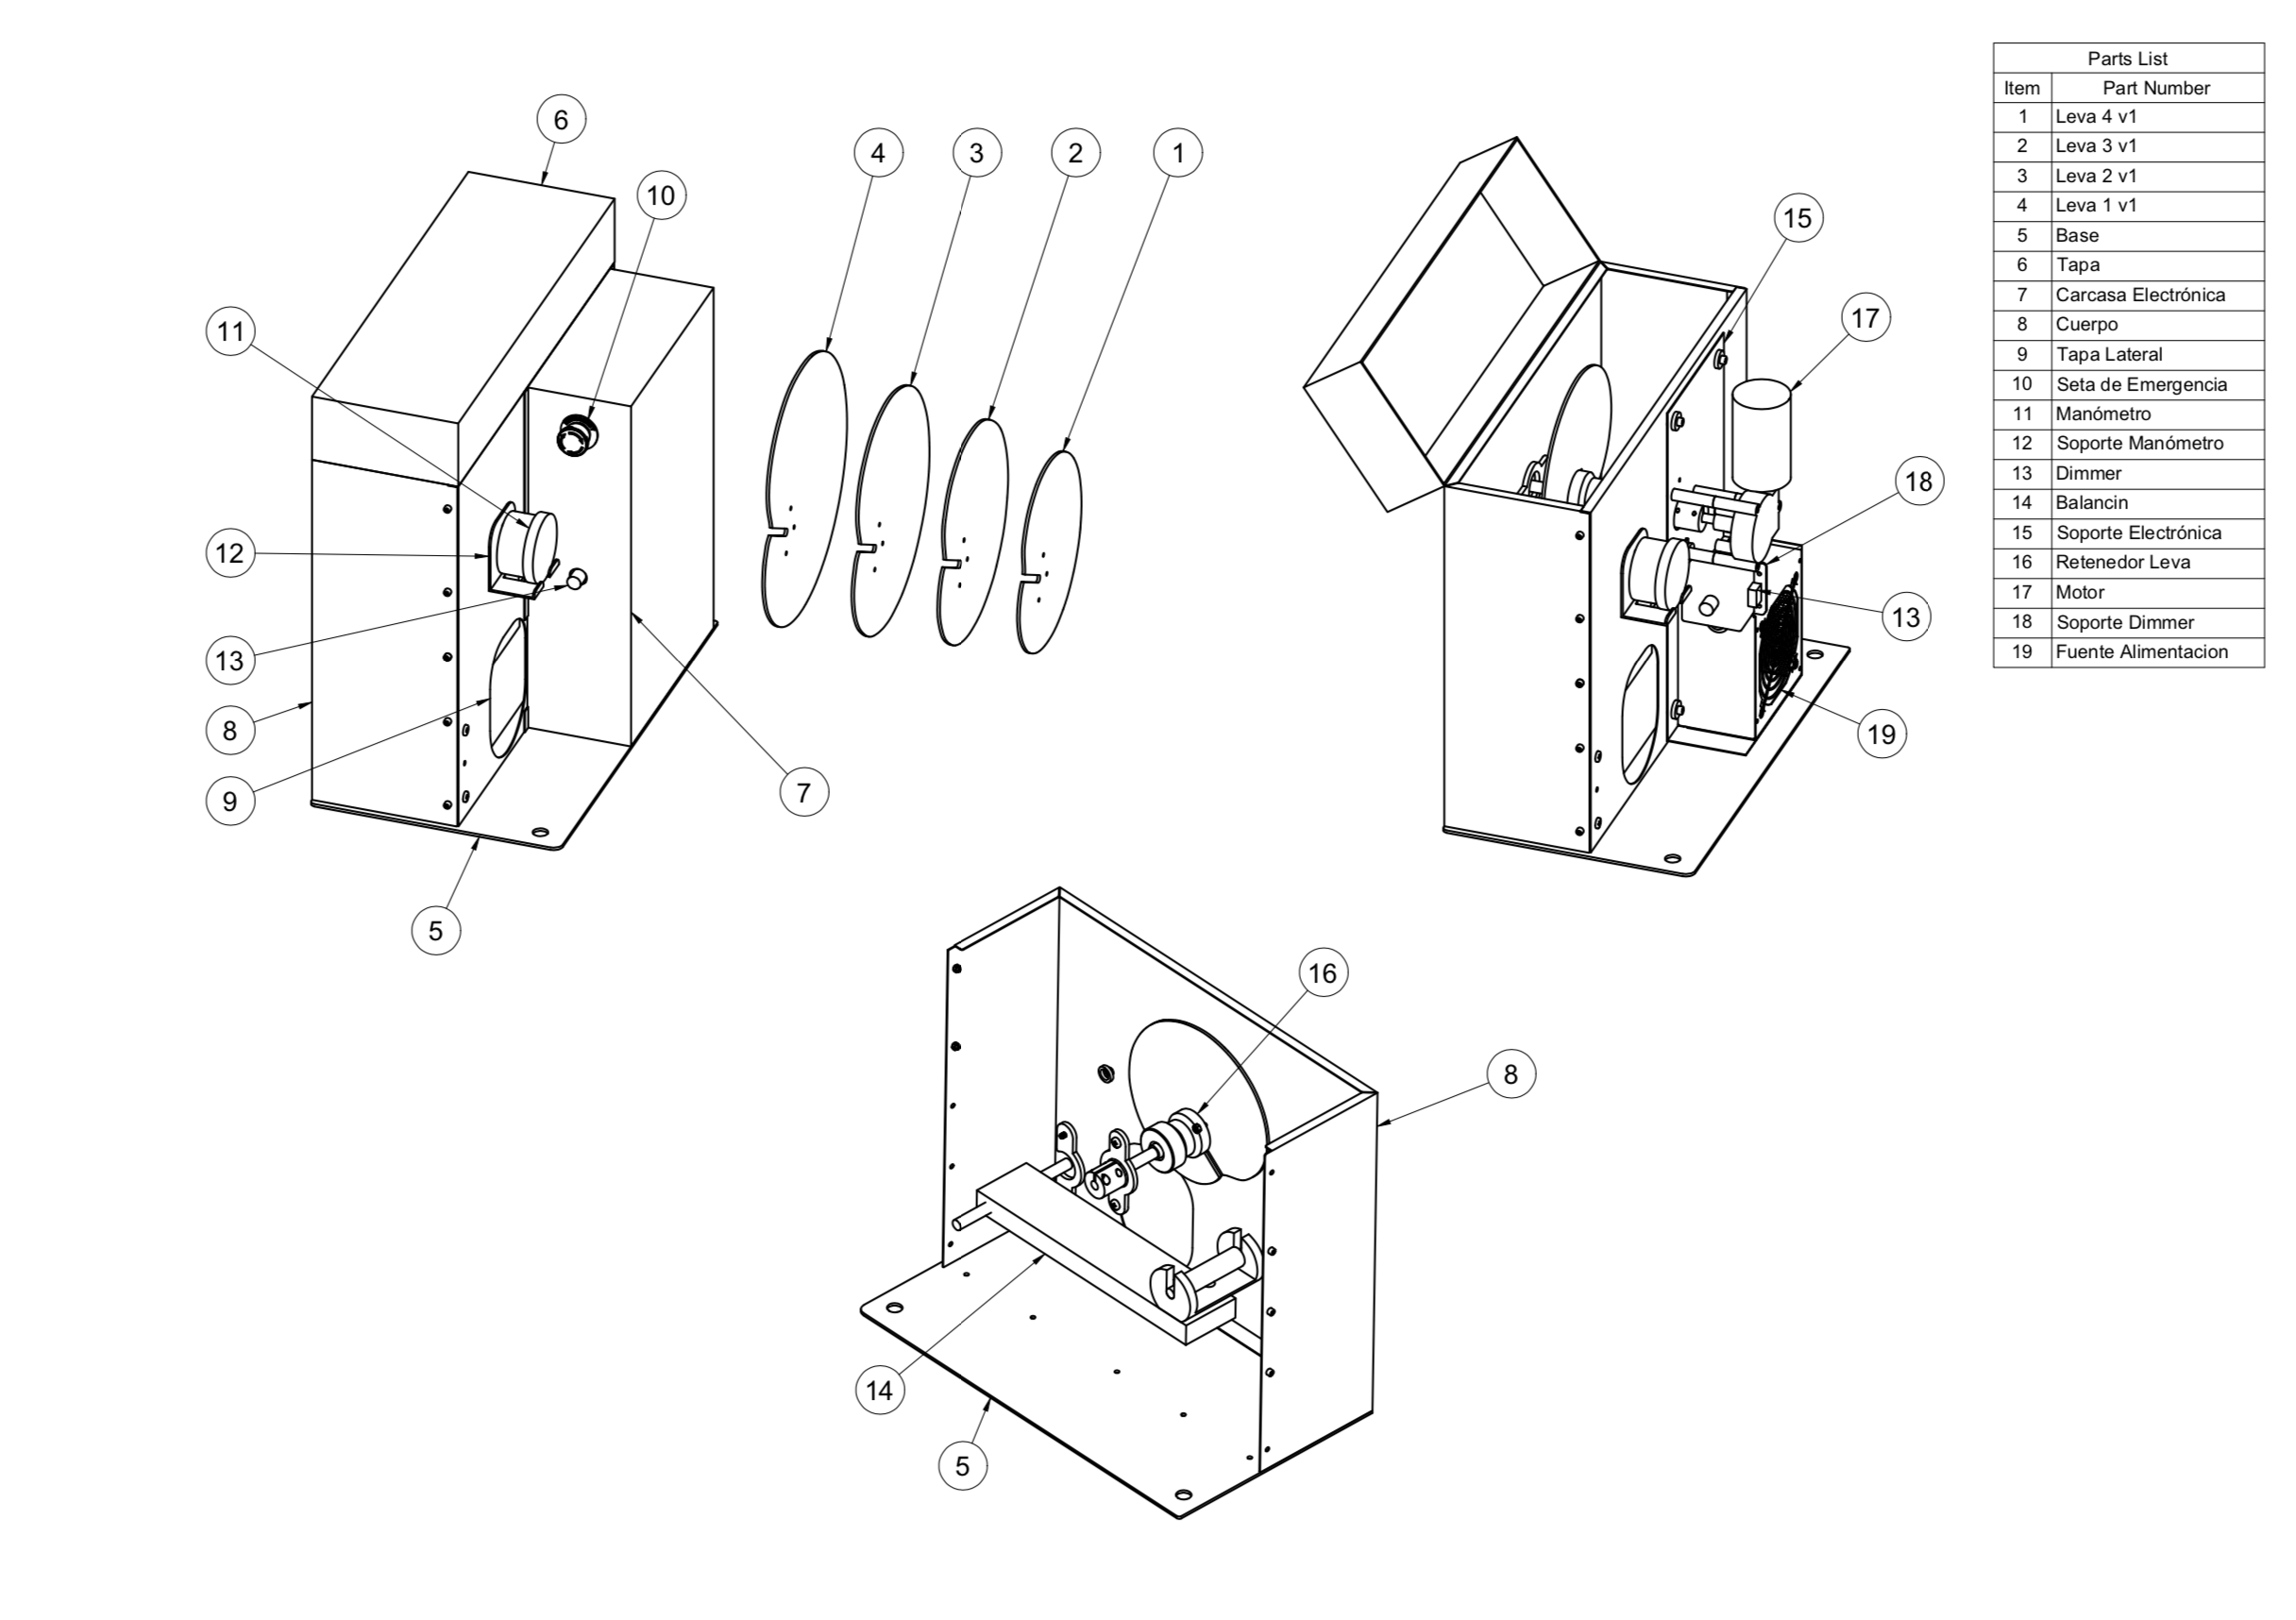 Parts List
Item Part Number
1 Leva 4 v1
2 Leva 3 v1
3 Leva 2 v1
4 Leva 1 v1
5 Base
6 Tapa
7 Carcasa Electrónica
8 Cuerpo
9 Tapa Lateral
10 Seta de Emergencia
11 Manómetro
12 Soporte Manómetro
13 Dimmer
14 Balancin
15 Soporte Electrónica
16 Retenedor Leva
17 Motor
18 Soporte Dimmer
19 Fuente Alimentacion
6
10
11
12
13
8
9
5
7
4
3
2
1
15
17
18
13
19
16
8
14
5